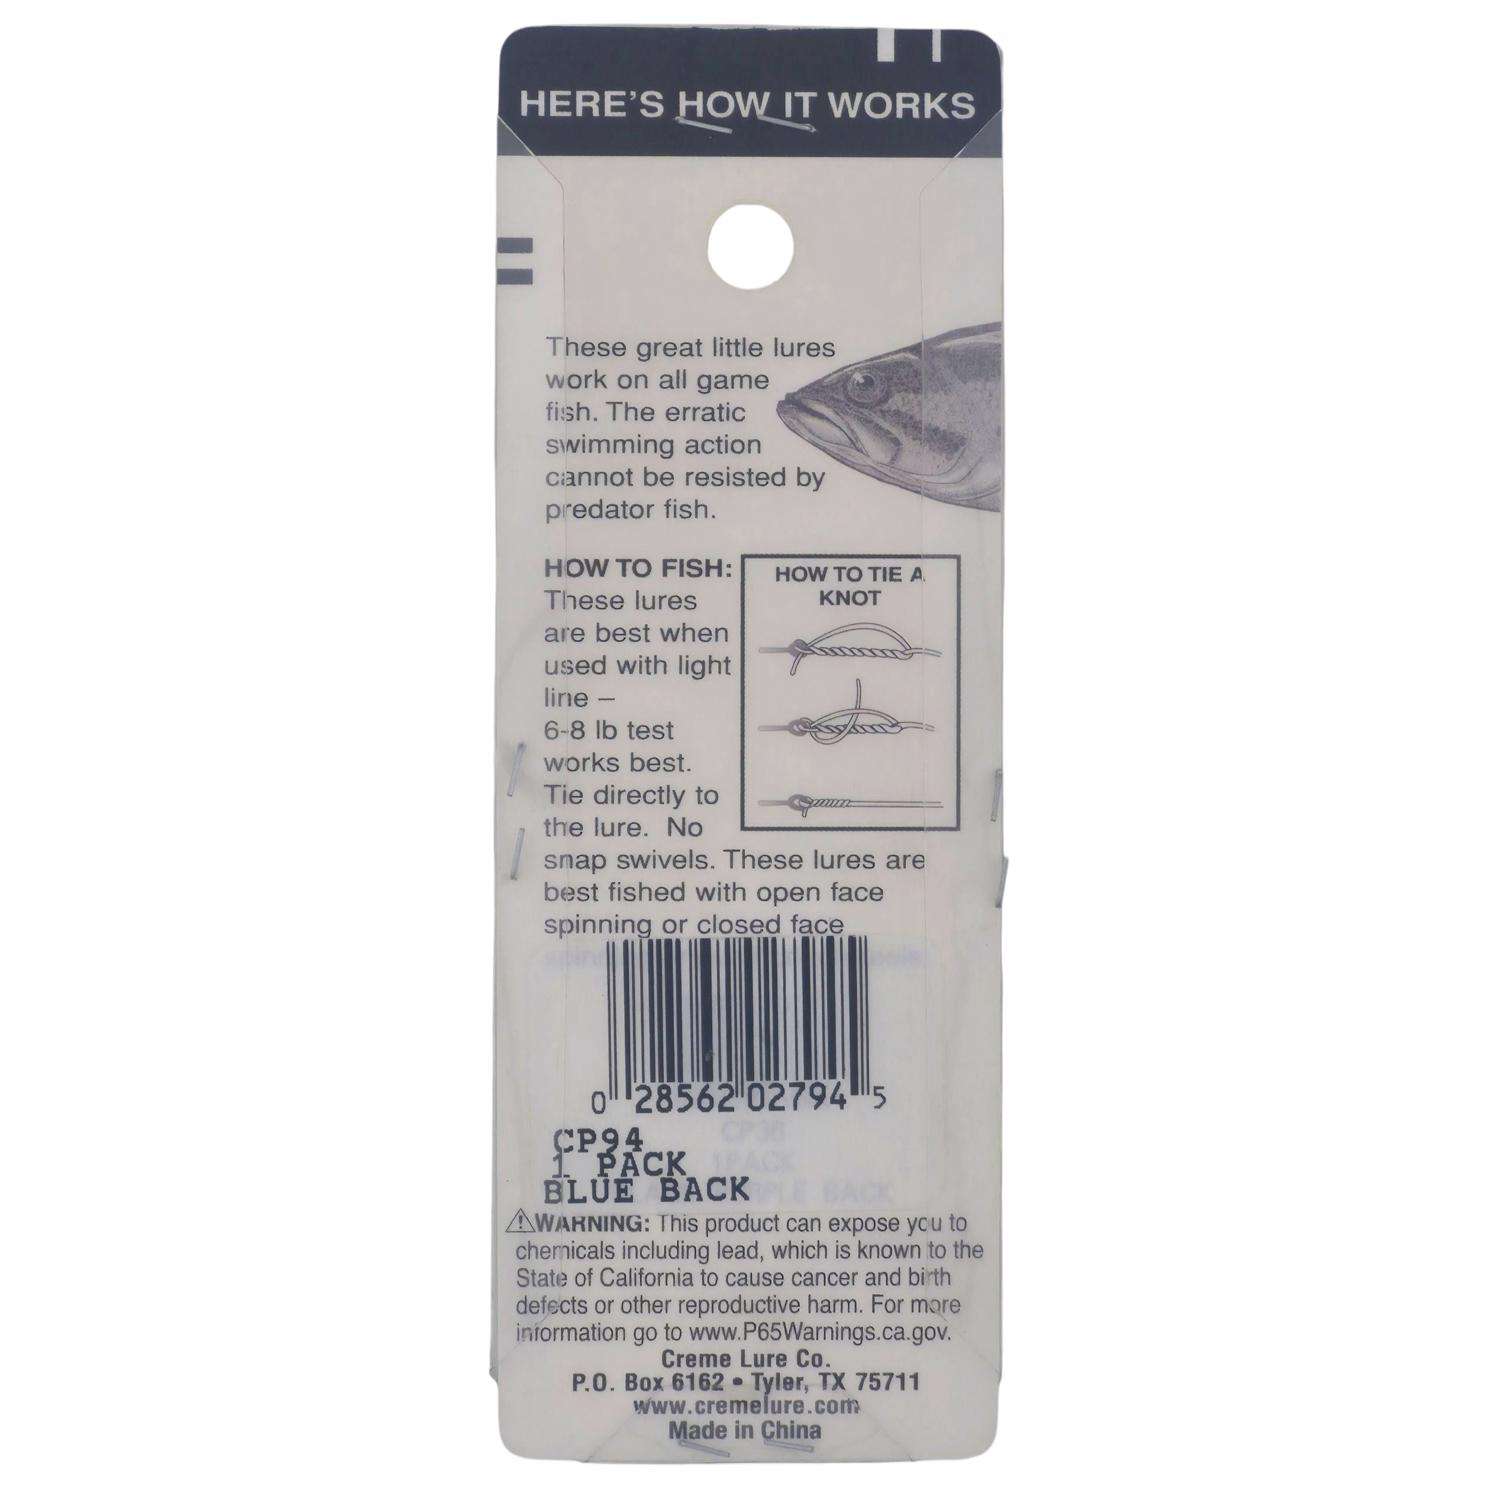 HERE'S HOW IT WORKS
These great little lures
work on all game
fish. The erratic
swimming action
cannot be resisted by
predator fish.
HOW TO FISH:
These lures
are best when
used with light
line –
6-8 lb test
works best.
Tie directly to
the lure. No
snap swivels. These lures are
best fished with open face
spinning or closed face
HOW TO TIE A
KNOT
0 28562 02794 5
CP94
1 PACK
BLUE BACK
CP36
1PACK
BACK
⚠WARNING: This product can expose you to
chemicals including lead, which is known to the
State of California to cause cancer and birth
defects or other reproductive harm. For more
information go to www.P65Warnings.ca.gov.
Creme Lure Co.
P.O. Box 6162 • Tyler, TX 75711
www.cremelure.com
Made in China